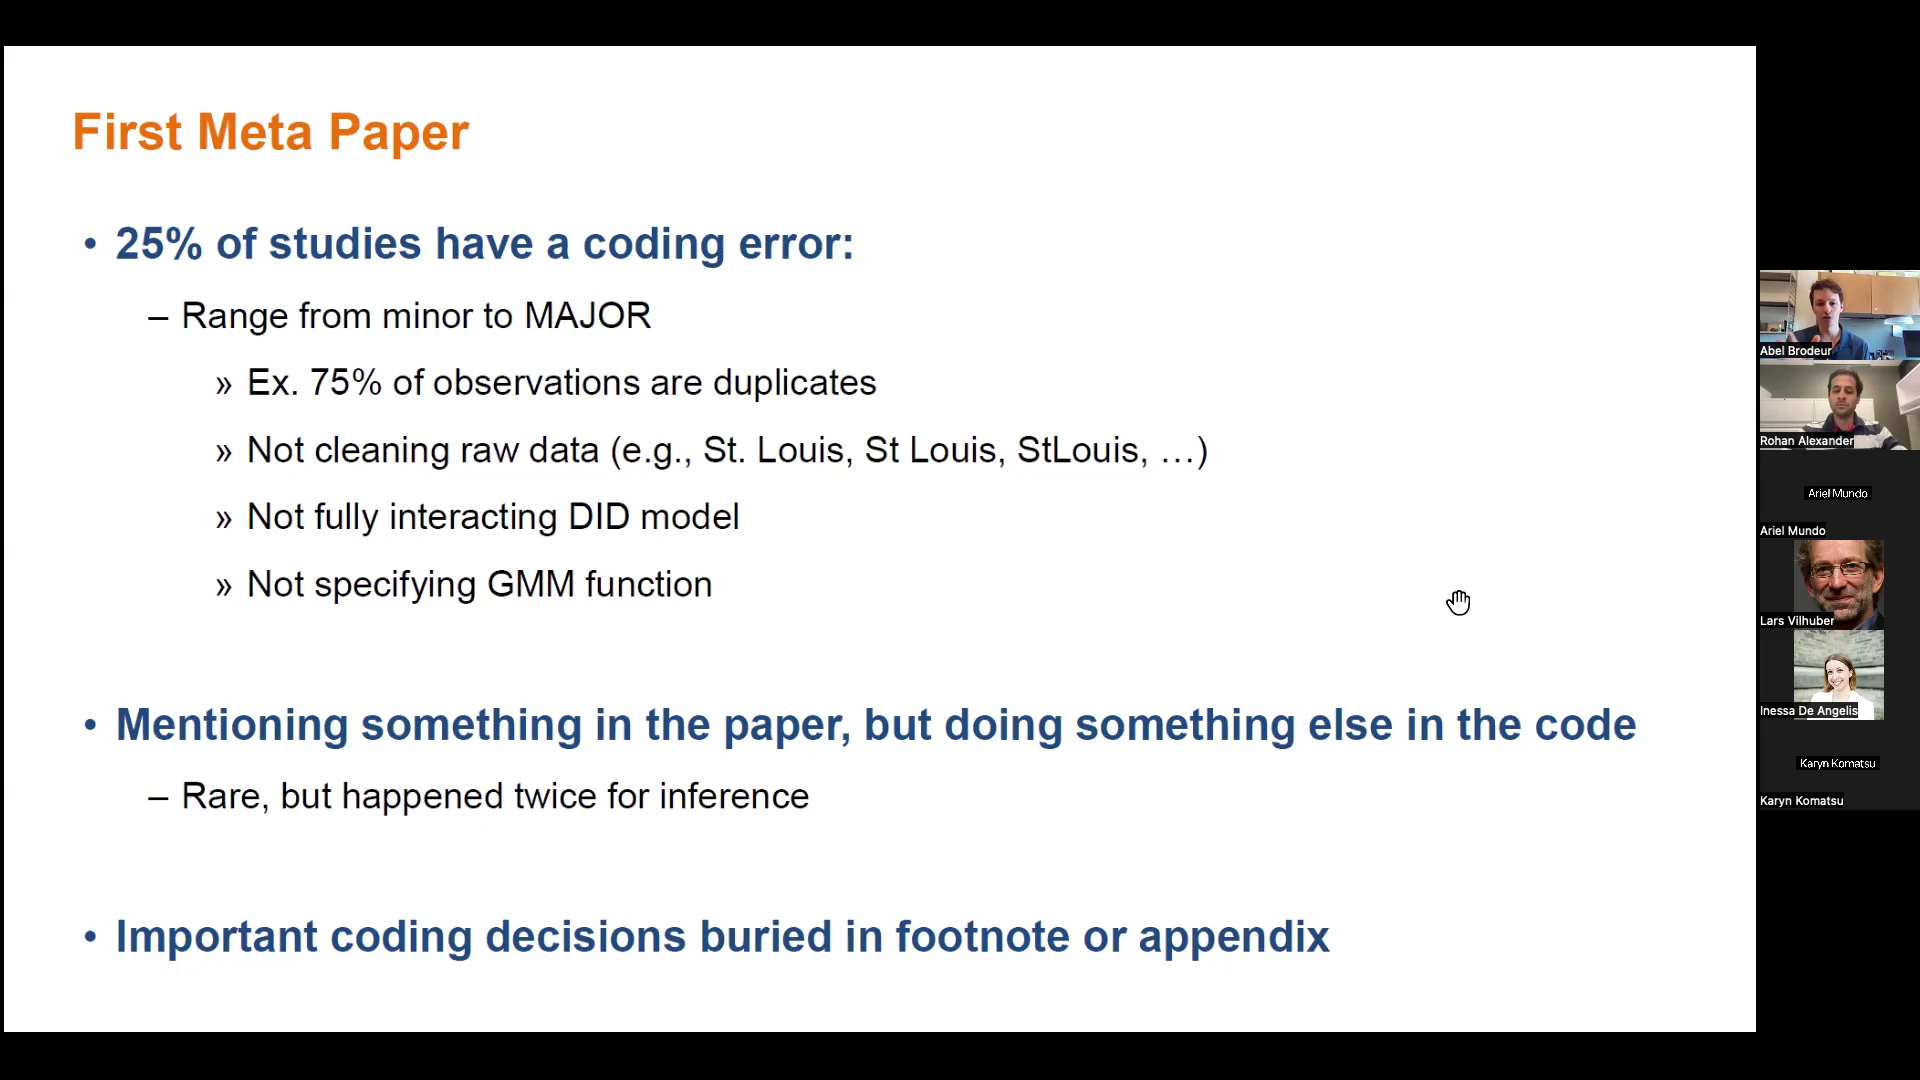 First Meta Paper
• 25% of studies have a coding error:
– Range from minor to MAJOR
» Ex. 75% of observations are duplicates
» Not cleaning raw data (e.g., St. Louis, St Louis, StLouis, …)
» Not fully interacting DID model
» Not specifying GMM function
• Mentioning something in the paper, but doing something else in the code
– Rare, but happened twice for inference
• Important coding decisions buried in footnote or appendix
Abel Brodeur
Rohan Alexander
Ariel Mundo
Ariel Mundo
Lars Vilhuber
Inessa De Angelis
Karyn Komatsu
Karyn Komatsu